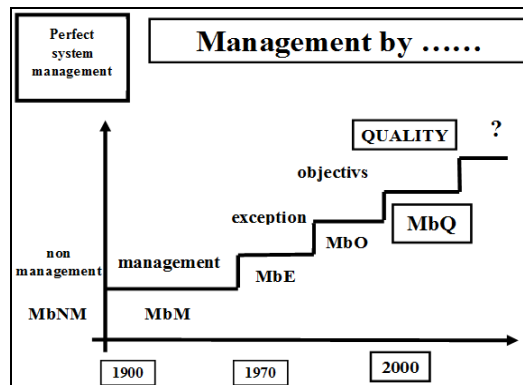 Perfect
system
management
Management by ......
QUALITY
?
objectivs
exception
MbQ
MbO
non
management
management
MbE
MbNM
MbM
1900
1970
2000